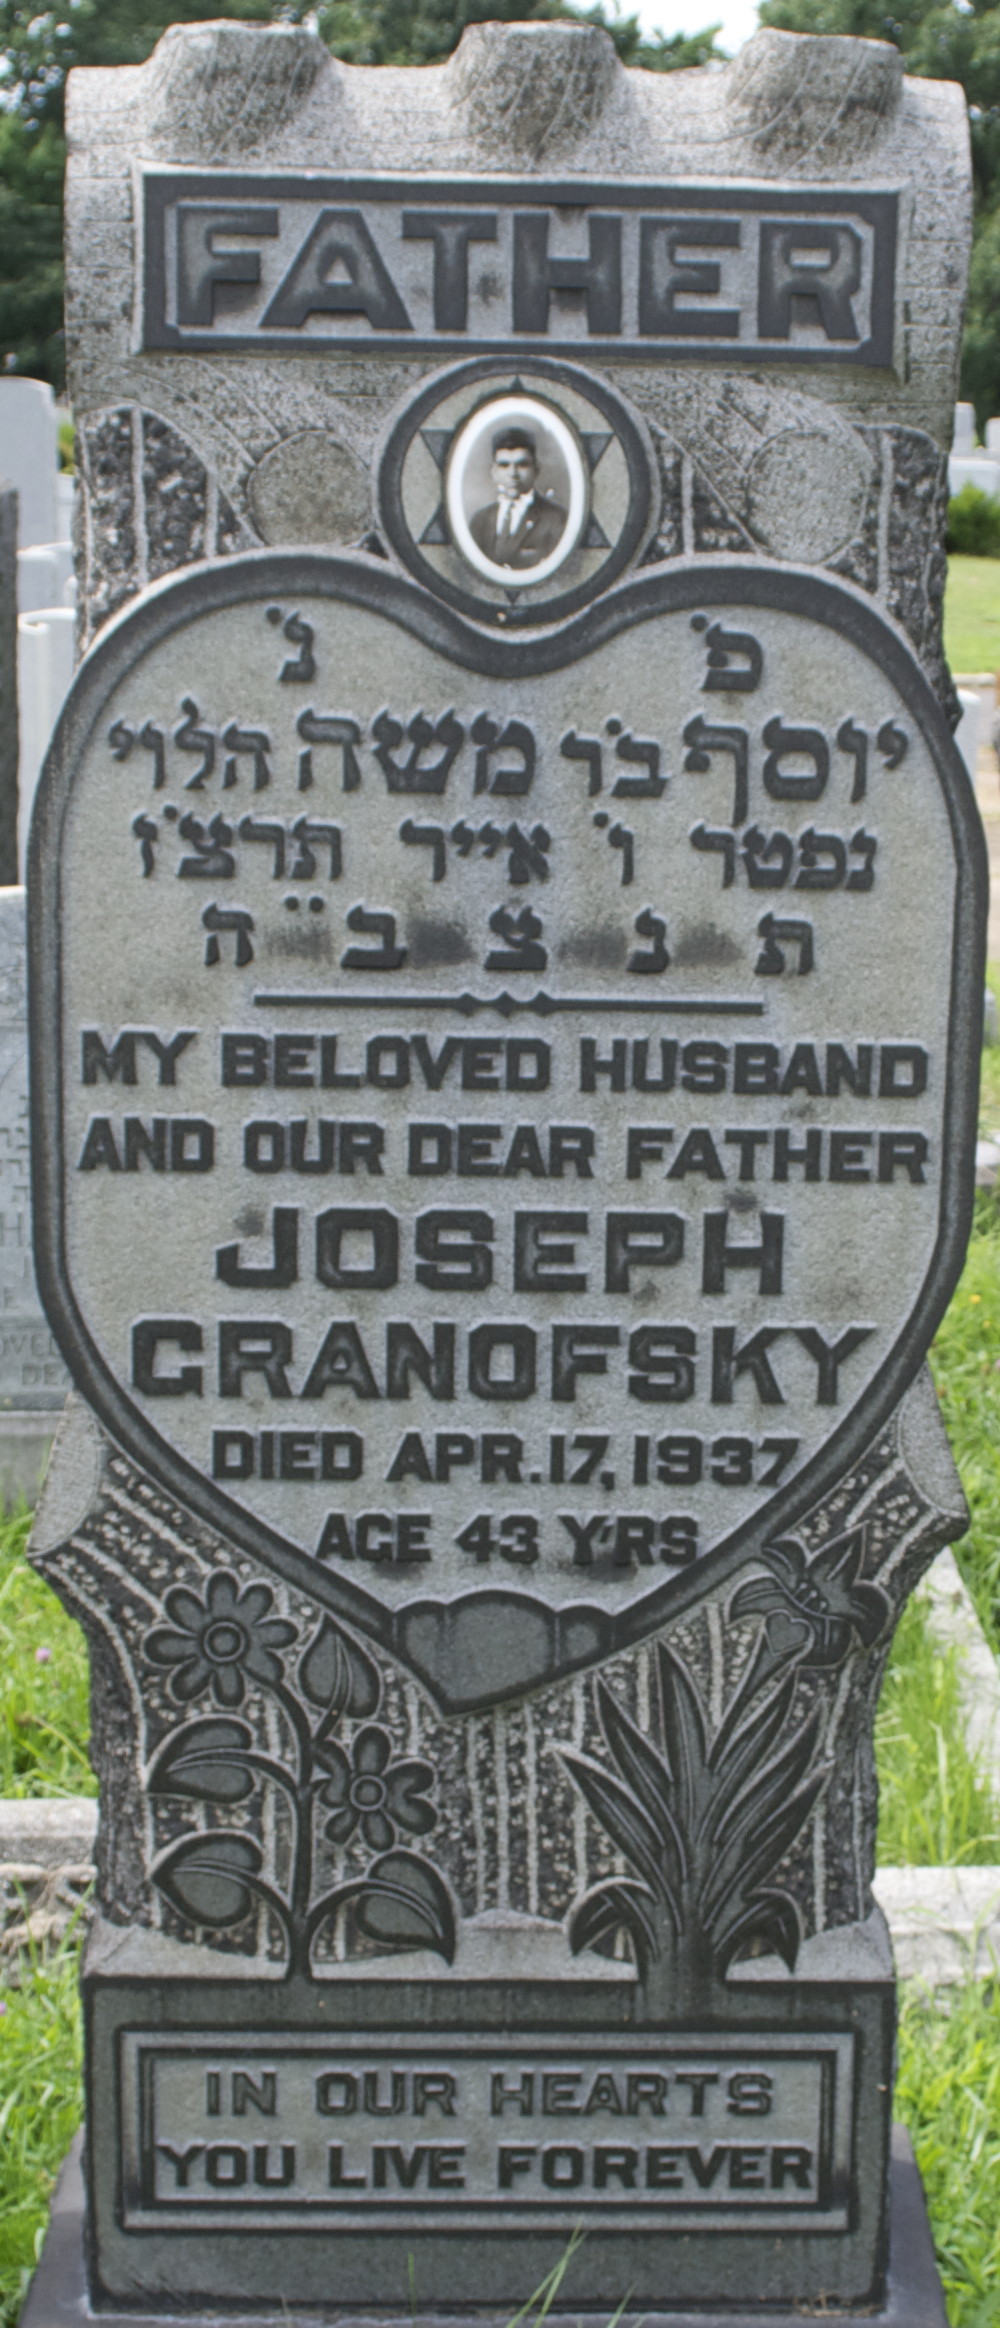 FATHER
פ׳ נ׳
יוסף ב׳ר משה הלוי
נפטר ו׳ אייר תרצ׳ז
ת נ צ ב ״ ה
MY BELOVED HUSBAND
AND OUR DEAR FATHER
JOSEPH
GRANOFSKY
DIED APR. 17, 1937
AGE 43 Y'RS
IN OUR HEARTS
YOU LIVE FOREVER